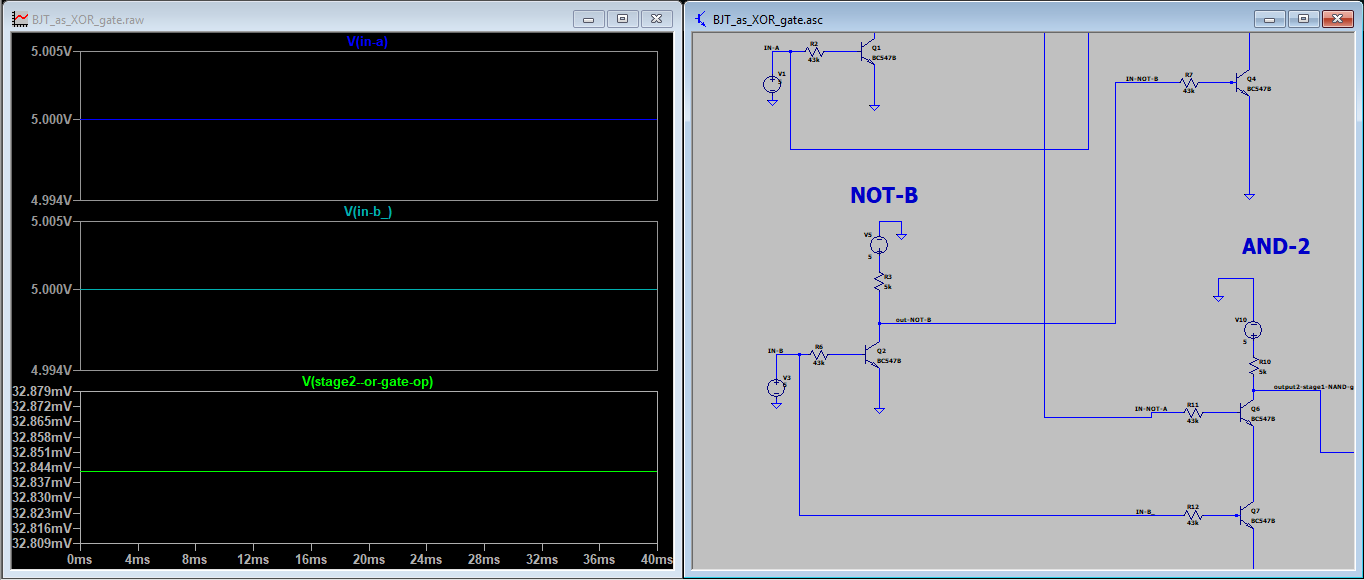 BJT_as_XOR_gate.raw
V(in-a)
5.005V
5.000V
4.994V
V(in-b_)
5.005V
5.000V
4.994V
V(stage2--or-gate-op)
32.879mV
32.872mV
32.865mV
32.858mV
32.851mV
32.844mV
32.837mV
32.830mV
32.823mV
32.816mV
32.809mV
0ms 4ms 8ms 12ms 16ms 20ms 24ms 28ms 32ms 36ms 40ms
BJT_as_XOR_gate.asc
IN-A
R2
43k
Q1
BC547B
V1
5
IN-NOT-B
R7
43k
Q4
BC547B
NOT-B
V5
5
R3
5k
out-NOT-B
IN-B
R6
43k
Q2
BC547B
V3
5
AND-2
V10
5
R10
5k
output2-stage1-NAND-g
IN-NOT-A
R11
43k
Q6
BC547B
IN-B_
R12
43k
Q7
BC547B